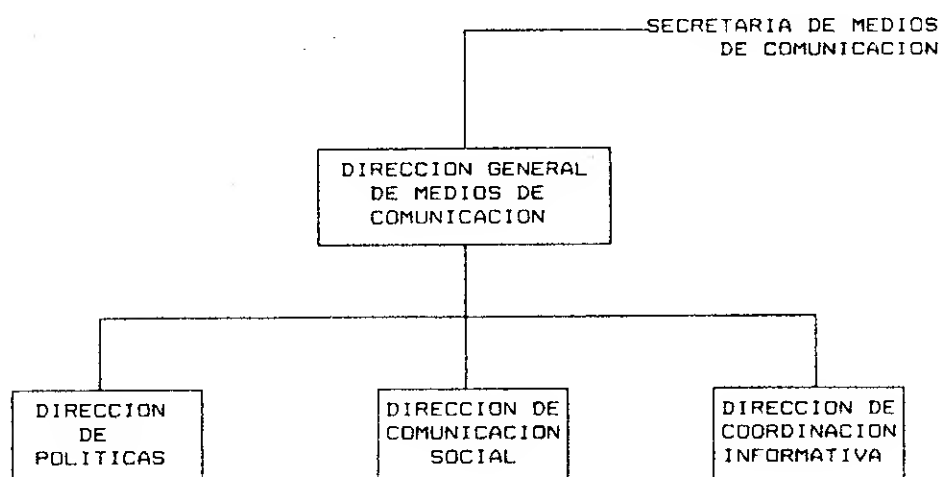 SECRETARIA DE MEDIOS
DE COMUNICACION
DIRECCION GENERAL
DE MEDIOS DE
COMUNICACION
DIRECCION
DE
POLITICAS
DIRECCION DE
COMUNICACION
SOCIAL
DIRECCION DE
COORDINACION
INFORMATIVA